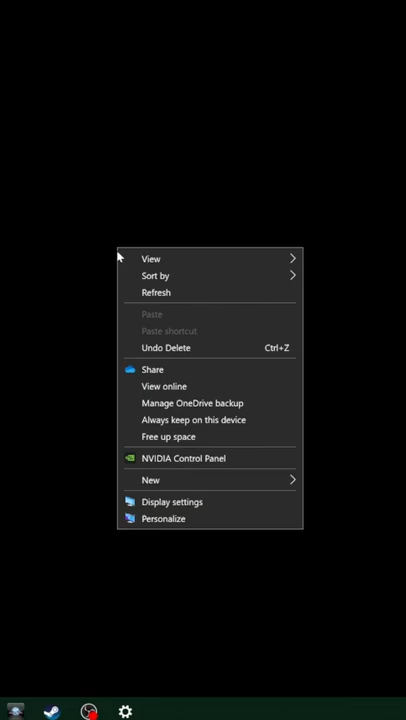 View
Sort by
Refresh
Paste
Paste shortcut
Undo Delete Ctrl+Z
Share
View online
Manage OneDrive backup
Always keep on this device
Free up space
NVIDIA Control Panel
New
Display settings
Personalize